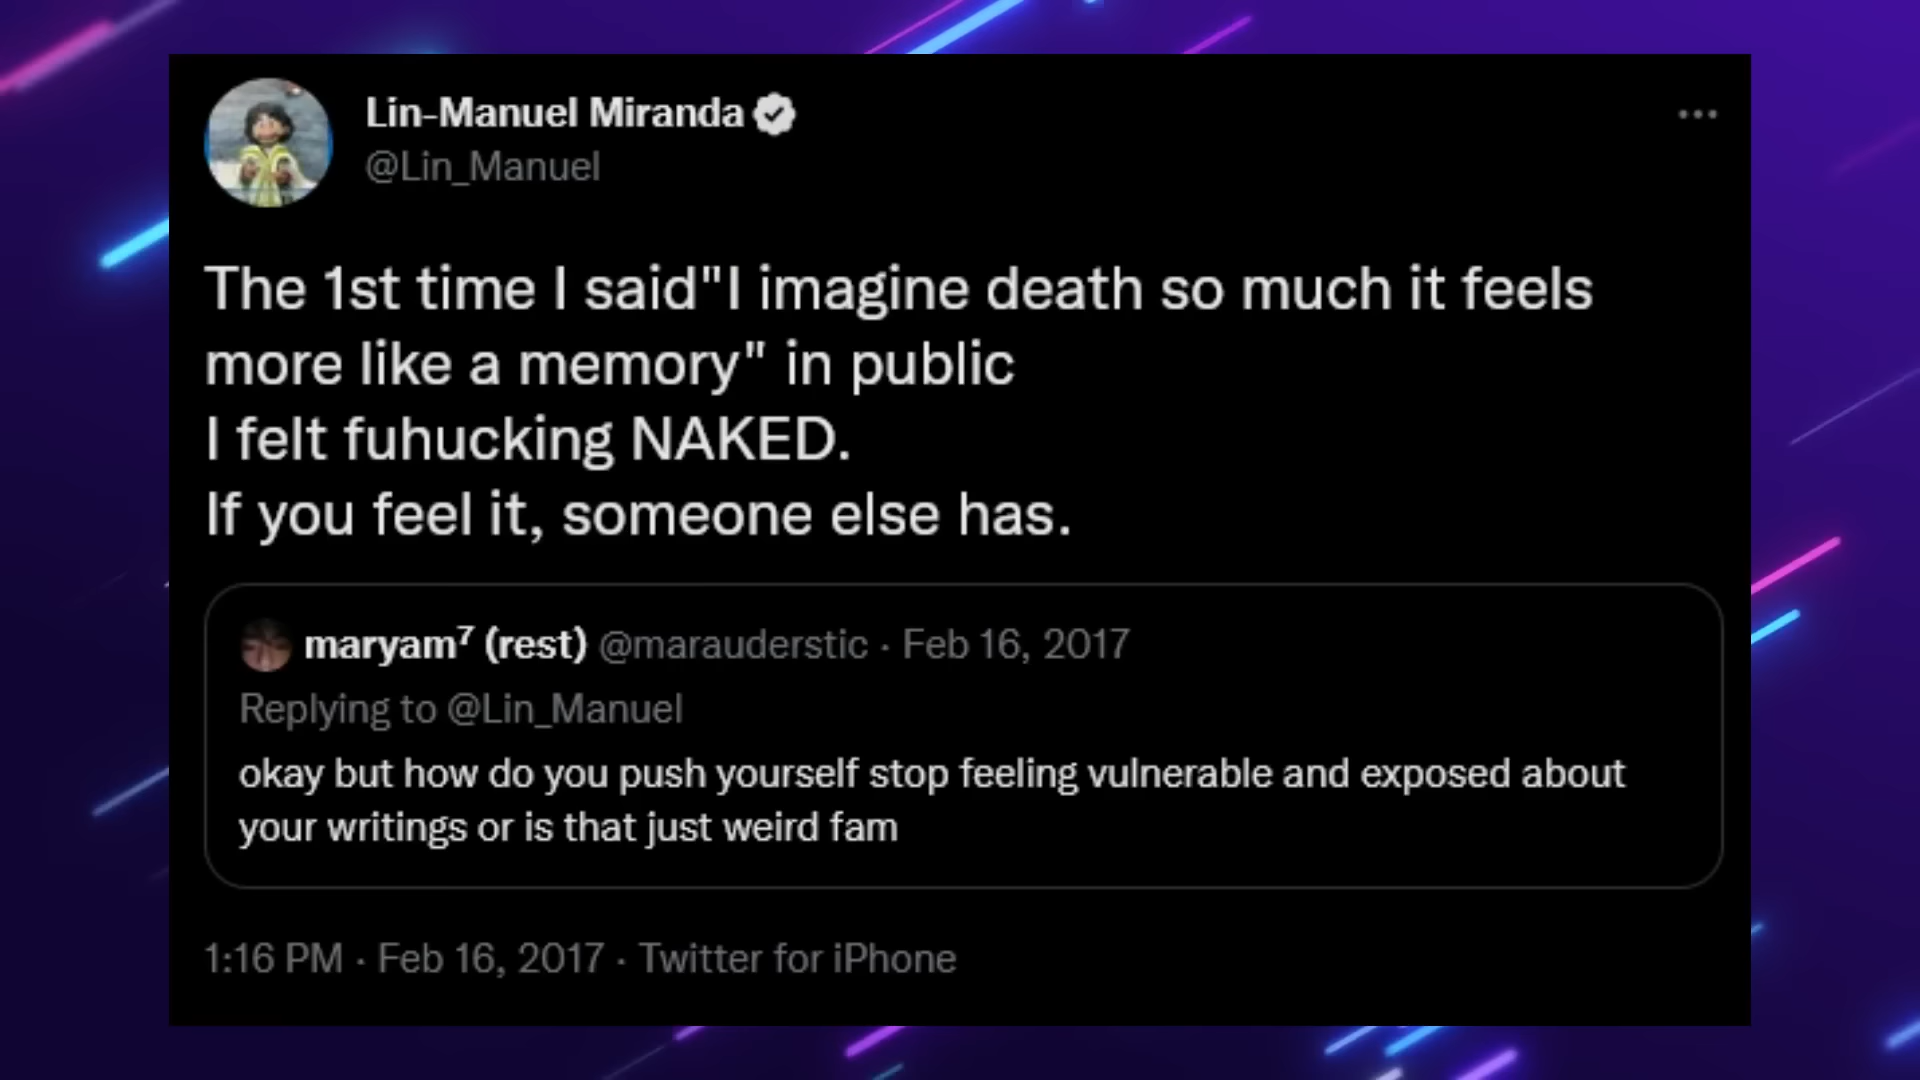 Lin-Manuel Miranda
@Lin_Manuel
The 1st time I said"I imagine death so much it feels
more like a memory" in public
I felt fuhucking NAKED.
If you feel it, someone else has.
maryam⁷ (rest) @marauderstic · Feb 16, 2017
Replying to @Lin_Manuel
okay but how do you push yourself stop feeling vulnerable and exposed about
your writings or is that just weird fam
1:16 PM · Feb 16, 2017 · Twitter for iPhone